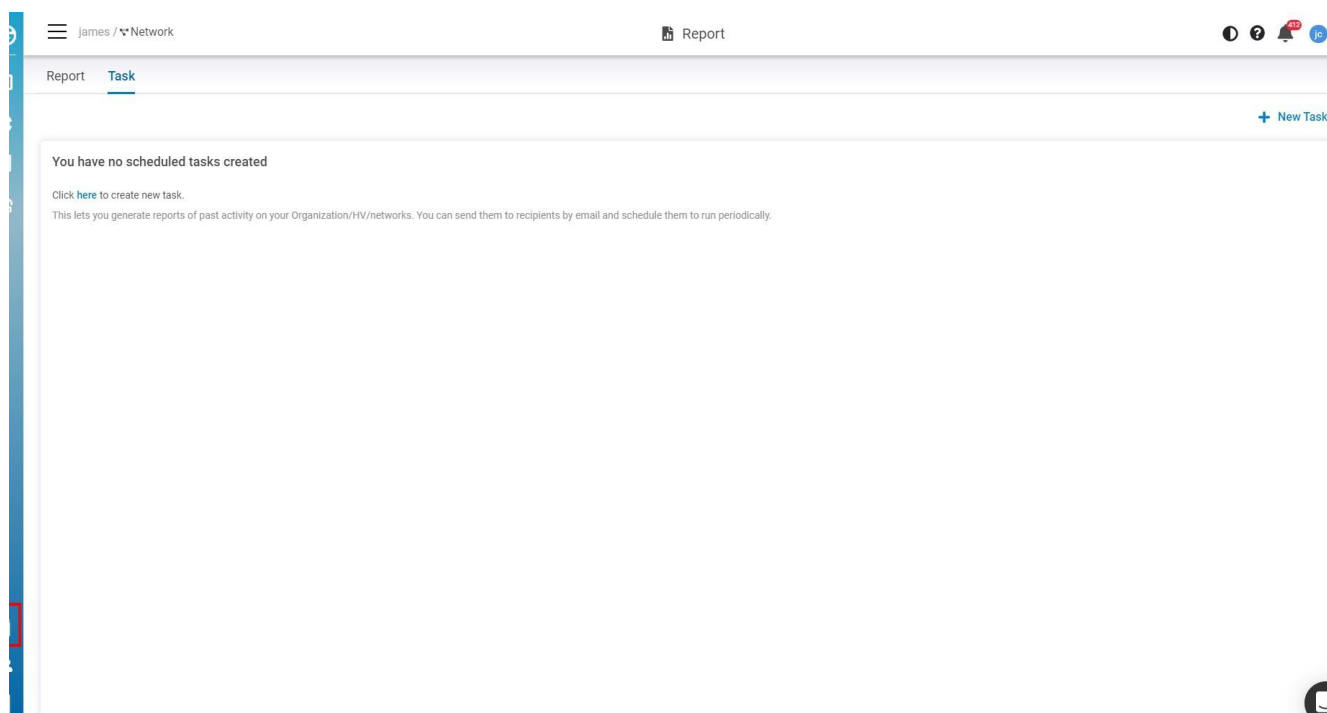 james / Network
Report
412
jc
Report Task
New Task
You have no scheduled tasks created
Click here to create new task.
This lets you generate reports of past activity on your Organization/HV/networks. You can send them to recipients by email and schedule them to run periodically.